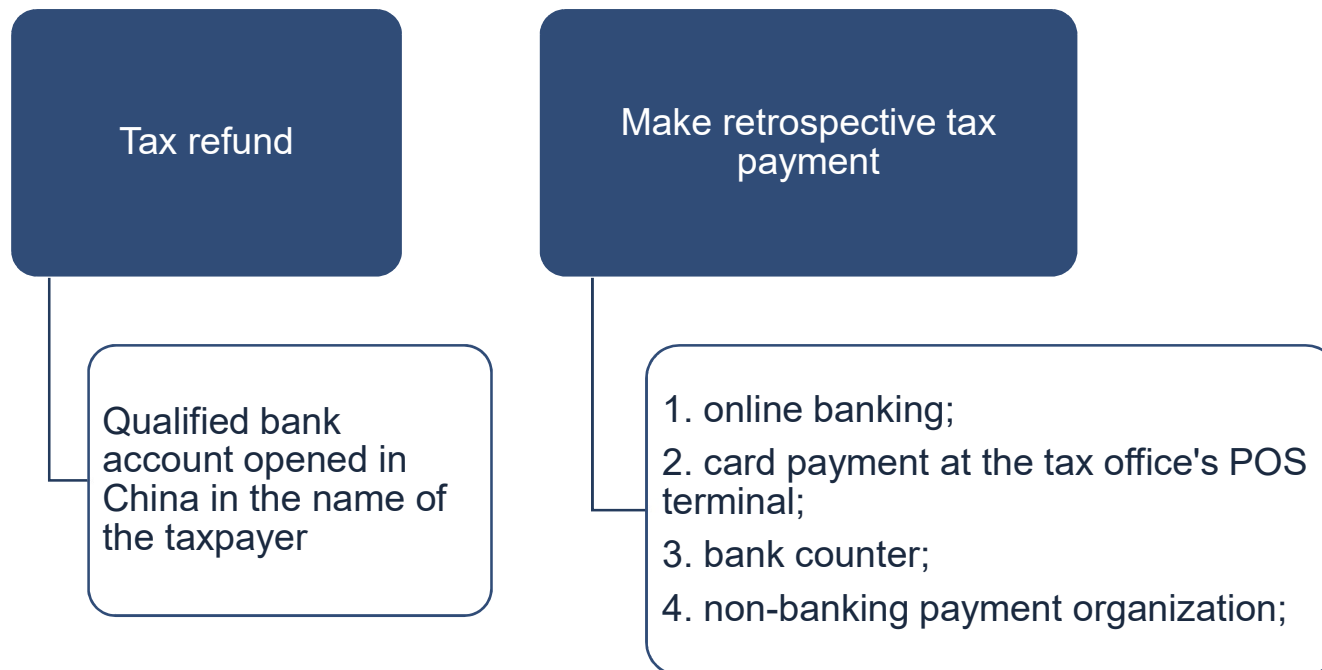 Tax refund
Make retrospective tax
payment
Qualified bank
account opened in
China in the name of
the taxpayer
1. online banking;
2. card payment at the tax office's POS
terminal;
3. bank counter;
4. non-banking payment organization;